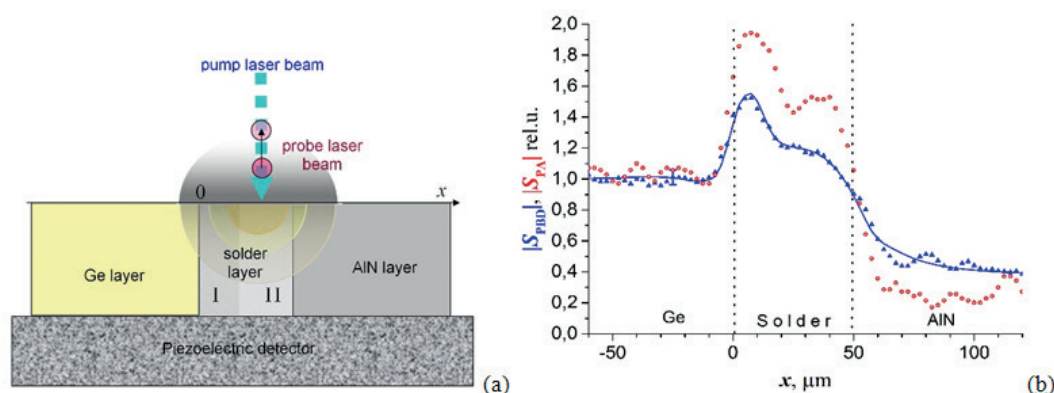 pump laser beam
probe laser
beam
0
x
solder
layer
Ge layer
AlN layer
I
II
Piezoelectric detector
(a)
|S_PBD|, |S_PA| rel.u.
2,0
1,8
1,6
1,4
1,2
1,0
0,8
0,6
0,4
0,2
0,0
Ge
Solder
AlN
-50
0
50
100
x, µm
(b)